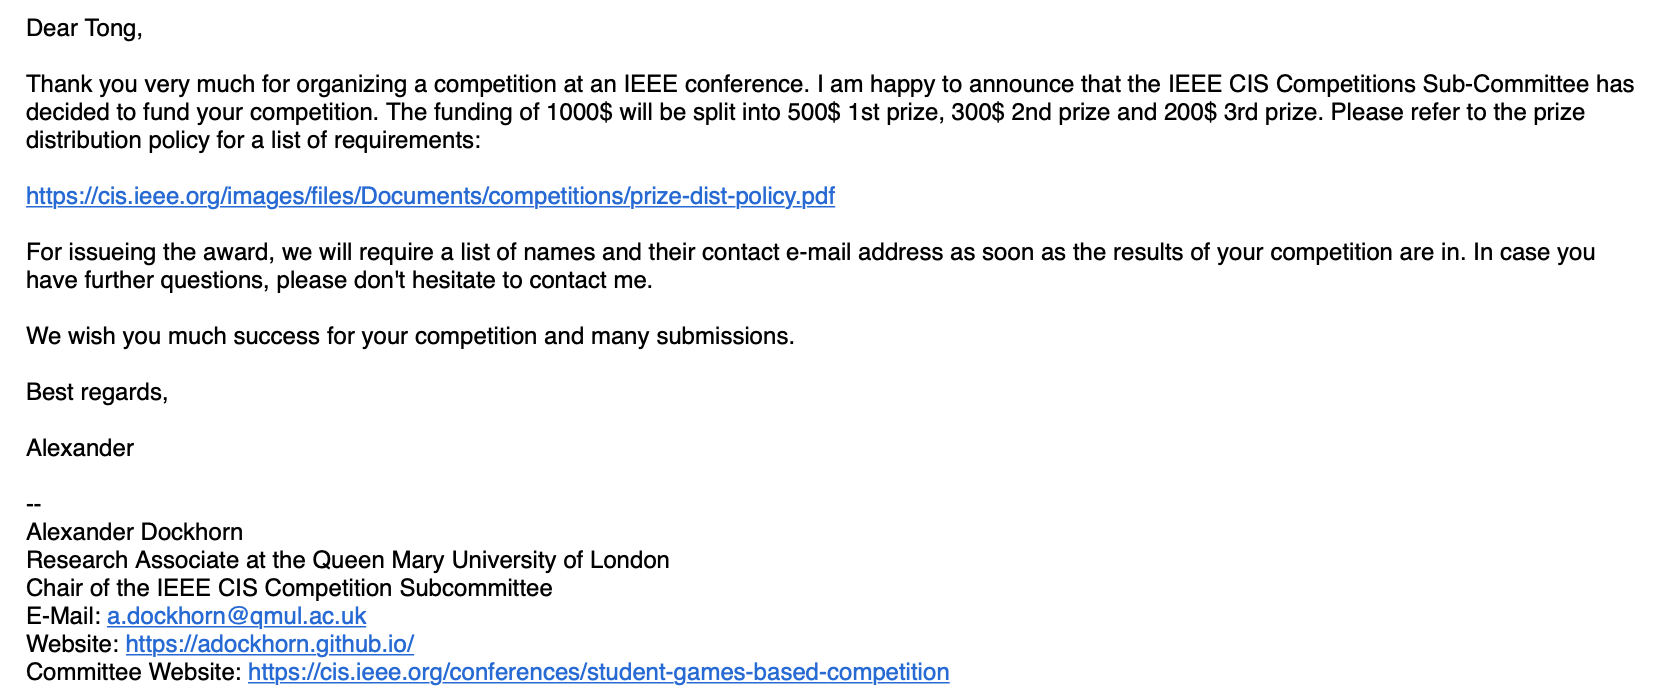 Dear Tong,
Thank you very much for organizing a competition at an IEEE conference. I am happy to announce that the IEEE CIS Competitions Sub-Committee has
decided to fund your competition. The funding of 1000$ will be split into 500$ 1st prize, 300$ 2nd prize and 200$ 3rd prize. Please refer to the prize
distribution policy for a list of requirements:
https://cis.ieee.org/images/files/Documents/competitions/prize-dist-policy.pdf
For issueing the award, we will require a list of names and their contact e-mail address as soon as the results of your competition are in. In case you
have further questions, please don't hesitate to contact me.
We wish you much success for your competition and many submissions.
Best regards,
Alexander
--
Alexander Dockhorn
Research Associate at the Queen Mary University of London
Chair of the IEEE CIS Competition Subcommittee
E-Mail: a.dockhorn@qmul.ac.uk
Website: https://adockhorn.github.io/
Committee Website: https://cis.ieee.org/conferences/student-games-based-competition